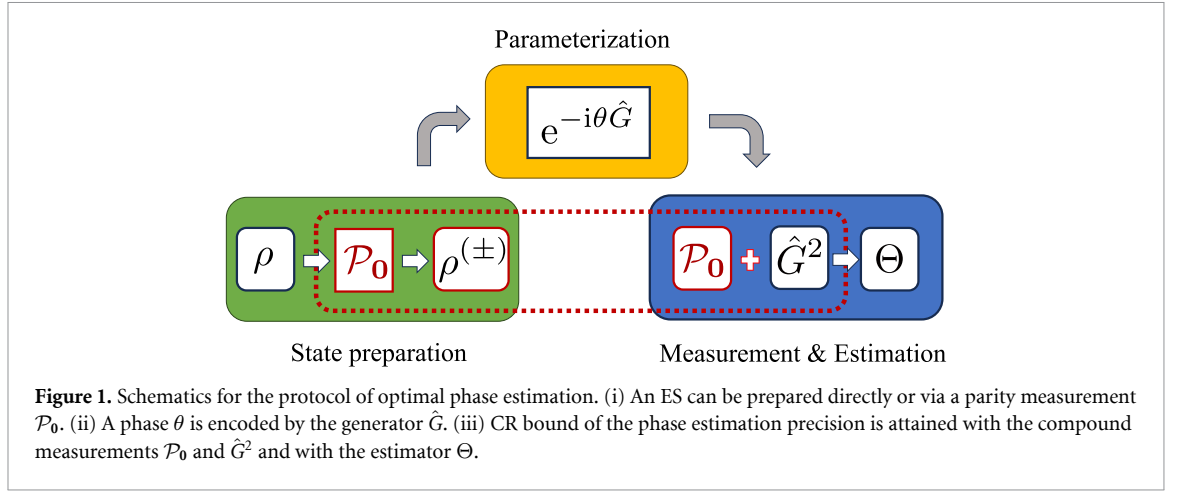 Parameterization
e^{−iθĜ}
ρ 𝒫₀ ρ^{(±)} 𝒫₀ + Ĝ² Θ
State preparation Measurement & Estimation
Figure 1. Schematics for the protocol of optimal phase estimation. (i) An ES can be prepared directly or via a parity measurement
𝒫₀. (ii) A phase θ is encoded by the generator Ĝ. (iii) CR bound of the phase estimation precision is attained with the compound
measurements 𝒫₀ and Ĝ² and with the estimator Θ.